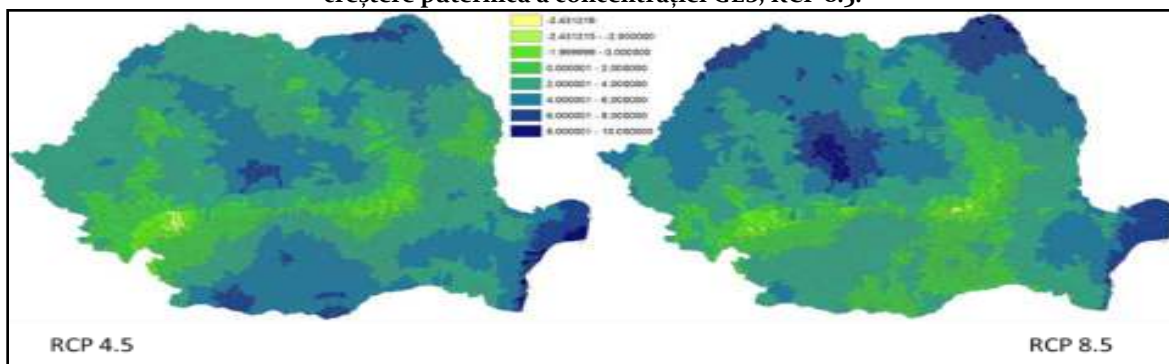 creștere puternică a concentrației GES, RCP 8.5.
-2.431216
-2.431215 - -2.000000
-1.999999 - 0.000000
0.000001 - 2.000000
2.000001 - 4.000000
4.000001 - 6.000000
6.000001 - 8.000000
8.000001 - 10.000000
RCP 4.5
RCP 8.5